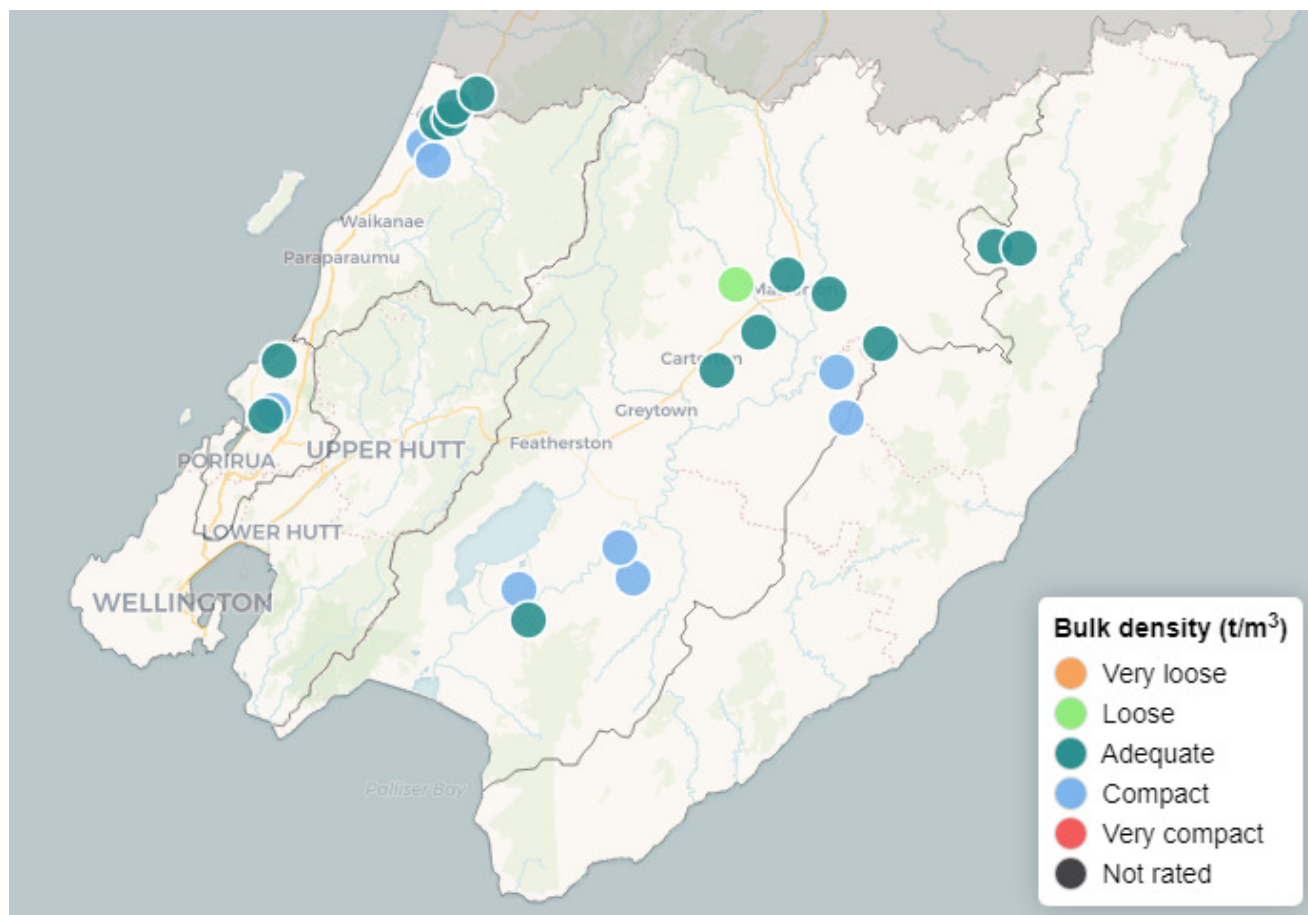 Waikanae
Paraparaumu
Carterton
Greytown
Featherston
UPPER HUTT
PORIRUA
LOWER HUTT
WELLINGTON
Palliser Bay
Bulk density (t/m³)
Very loose
Loose
Adequate
Compact
Very compact
Not rated